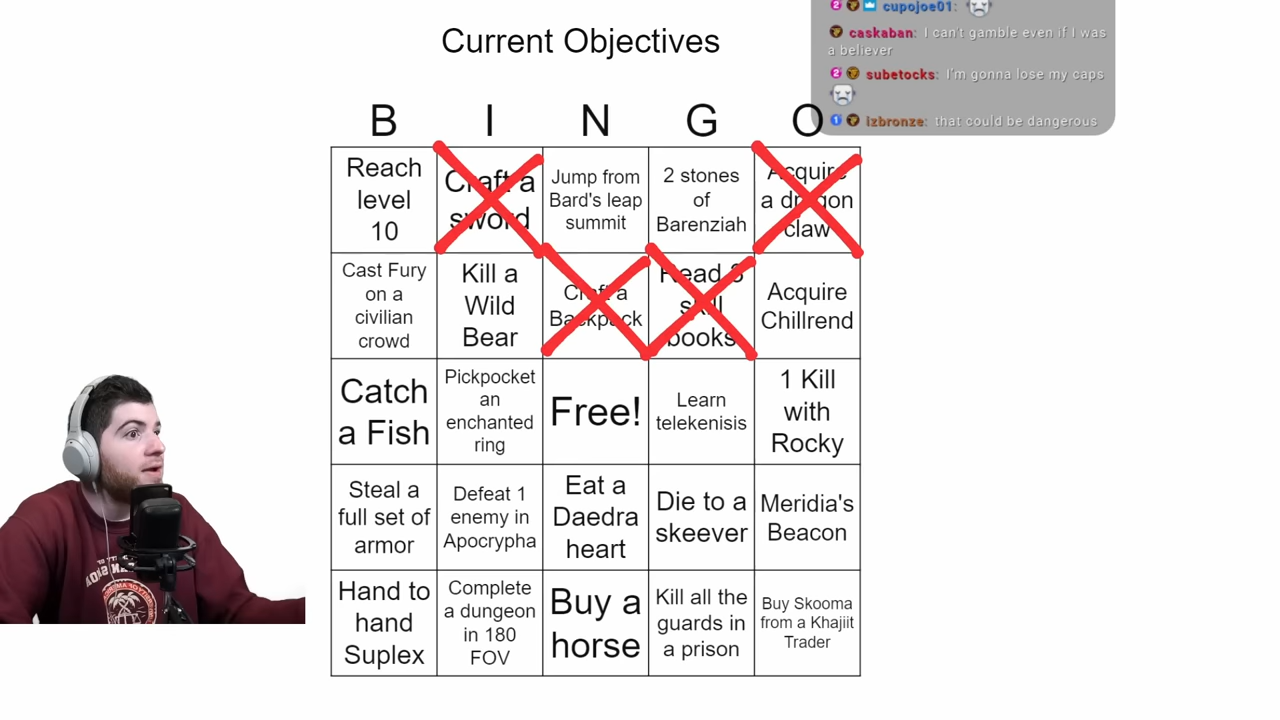 Current Objectives
cupojoe01:
caskaban: I can't gamble even if I was
a believer
subetocks: I'm gonna lose my caps
lzbronze: that could be dangerous
B I N G O
Reach
level
10
Craft a
sword
Jump from
Bard's leap
summit
2 stones
of
Barenziah
Acquire
a dragon
claw
Cast Fury
on a
civilian
crowd
Kill a
Wild
Bear
Craft a
Backpack
Read 3
skill
books
Acquire
Chillrend
Catch
a Fish
Pickpocket
an
enchanted
ring
Free!
Learn
telekenisis
1 Kill
with
Rocky
Steal a
full set of
armor
Defeat 1
enemy in
Apocrypha
Eat a
Daedra
heart
Die to a
skeever
Meridia's
Beacon
Hand to
hand
Suplex
Complete
a dungeon
in 180
FOV
Buy a
horse
Kill all the
guards in
a prison
Buy Skooma
from a Khajiit
Trader